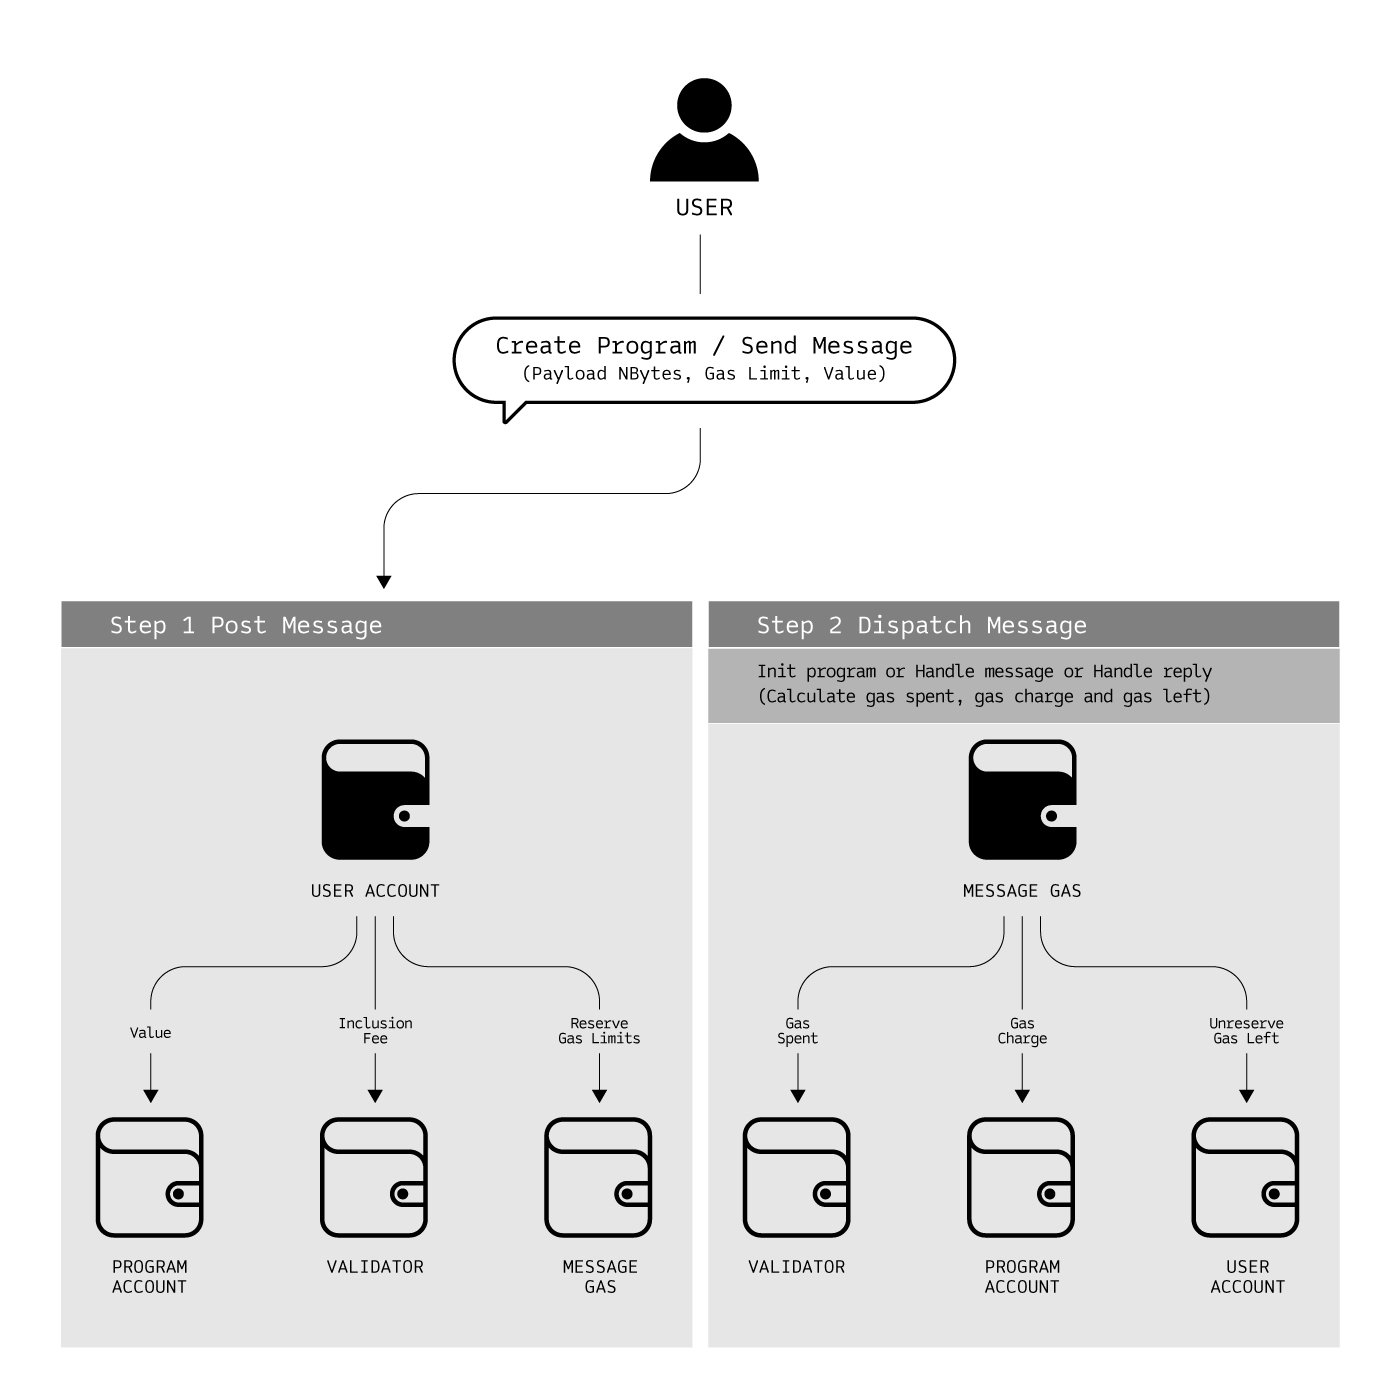 USER
Create Program / Send Message
(Payload NBytes, Gas Limit, Value)
Step 1 Post Message
USER ACCOUNT
Value
Inclusion
Fee
Reserve
Gas Limits
PROGRAM
ACCOUNT
VALIDATOR
MESSAGE
GAS
Step 2 Dispatch Message
Init program or Handle message or Handle reply
(Calculate gas spent, gas charge and gas left)
MESSAGE GAS
Gas
Spent
Gas
Charge
Unreserve
Gas Left
VALIDATOR
PROGRAM
ACCOUNT
USER
ACCOUNT